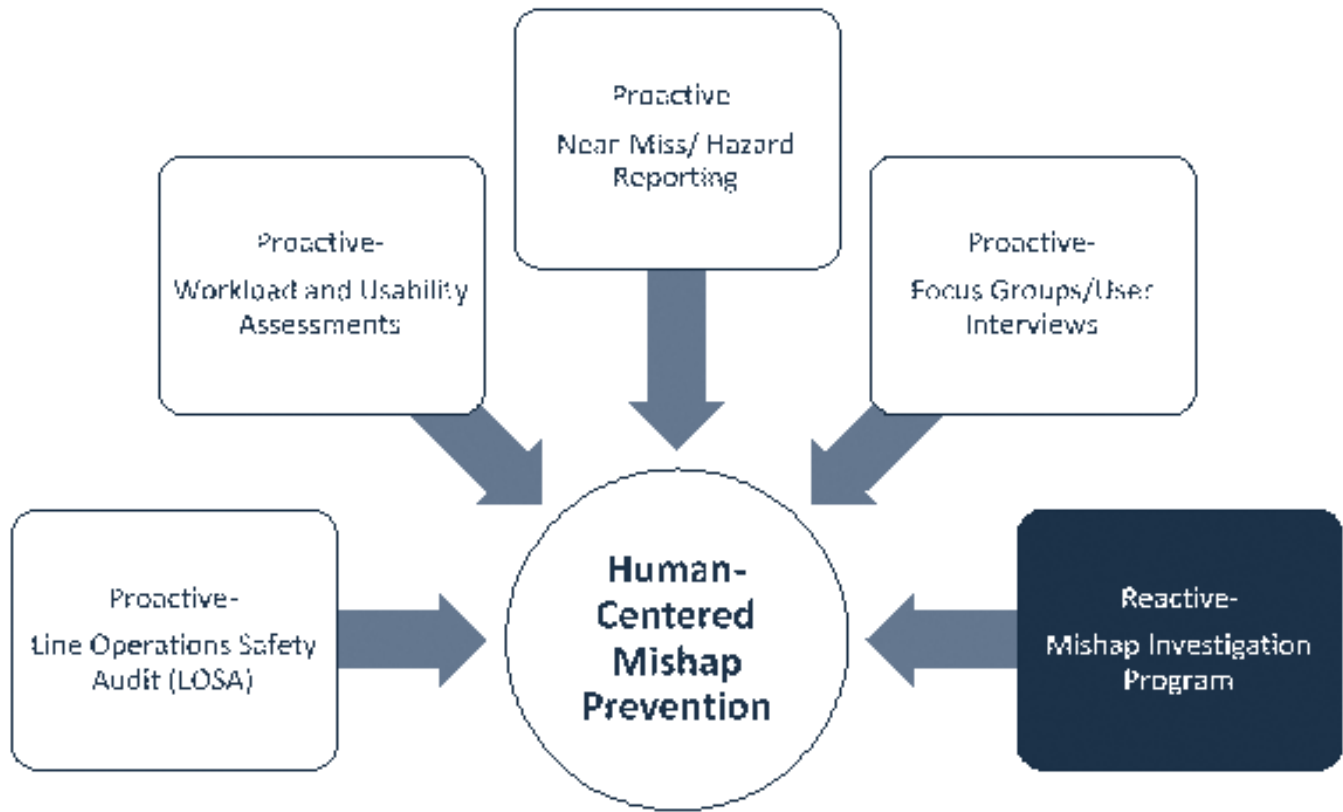 Proactive
Near Miss/ Hazard
Reporting
Proactive-
Workload and Usability
Assessments
Proactive-
Focus Groups/User
Interviews
Proactive-
Line Operations Safety
Audit (LOSA)
Human-
Centered
Mishap
Prevention
Reactive-
Mishap Investigation
Program